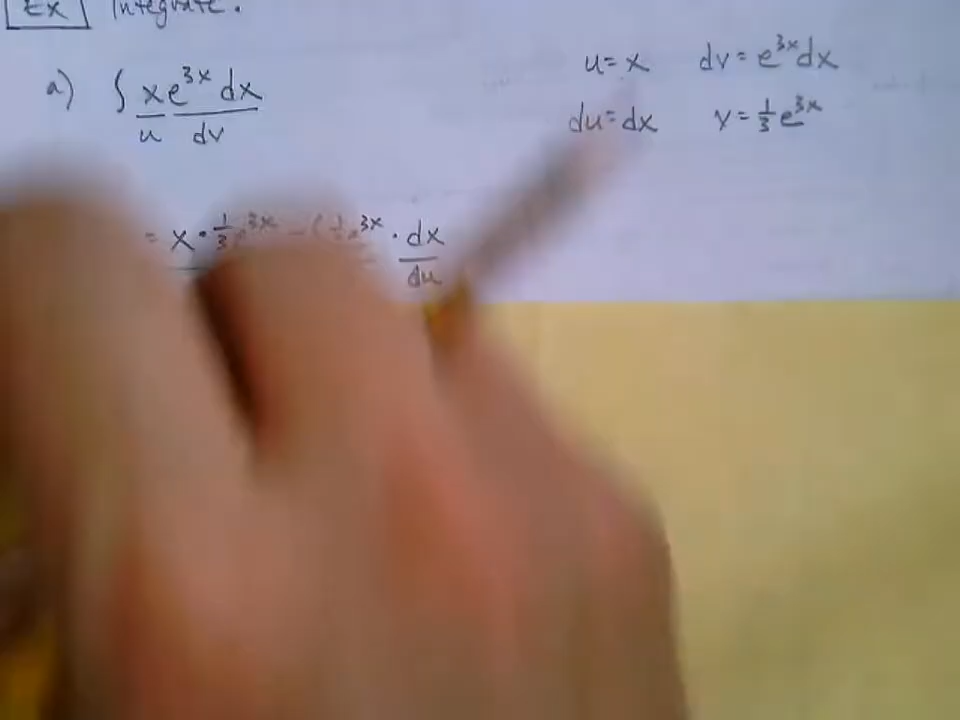 Ex Integrate.
a) ∫ x e^{3x} dx
u dv
u = x dv = e^{3x} dx
du = dx v = 1/3 e^{3x}
= x · 1/3 e^{3x} - ∫ 1/3 e^{3x} · dx
du